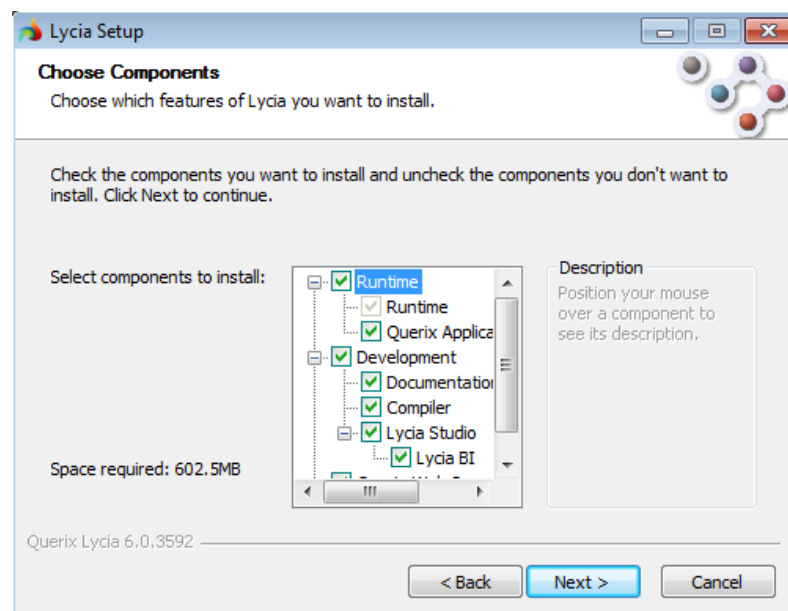 Lycia Setup
Choose Components
Choose which features of Lycia you want to install.
Check the components you want to install and uncheck the components you don't want to
install. Click Next to continue.
Select components to install:
Runtime
Runtime
Querix Applica
Development
Documentation
Compiler
Lycia Studio
Lycia BI
Description
Position your mouse
over a component to
see its description.
Space required: 602.5MB
Querix Lycia 6.0.3592
< Back
Next >
Cancel